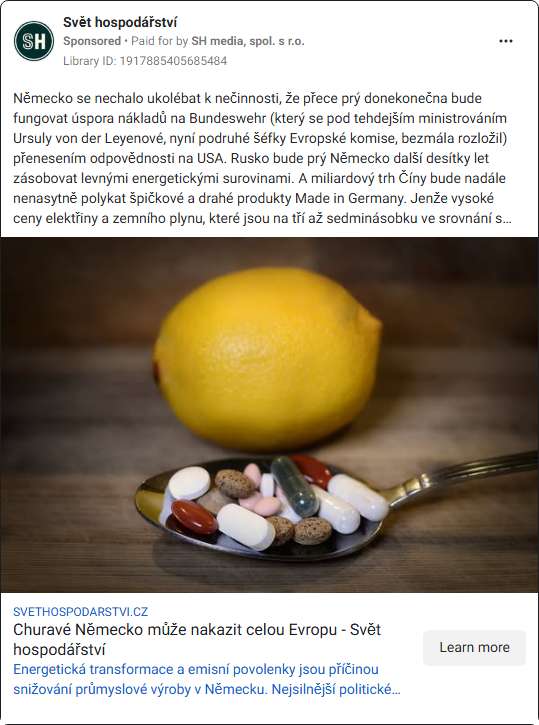 SH
Svět hospodářství
Sponsored • Paid for by SH media, spol. s r.o.
Library ID: 1917885405685484
Německo se nechalo ukolébat k nečinnosti, že přece prý donekonečna bude
fungovat úspora nákladů na Bundeswehr (který se pod tehdejším ministrováním
Ursuly von der Leyenové, nyní podruhé šéfky Evropské komise, bezmála rozložil)
přenesením odpovědnosti na USA. Rusko bude prý Německo další desítky let
zásobovat levnými energetickými surovinami. A miliardový trh Číny bude nadále
nenasytně polykat špičkové a drahé produkty Made in Germany. Jenže vysoké
ceny elektřiny a zemního plynu, které jsou na tří až sedminásobku ve srovnání s...
SVETHOSPODARSTVI.CZ
Churavé Německo může nakazit celou Evropu - Svět
hospodářství
Energetická transformace a emisní povolenky jsou příčinou
snižování průmyslové výroby v Německu. Nejsilnější politické...
Learn more